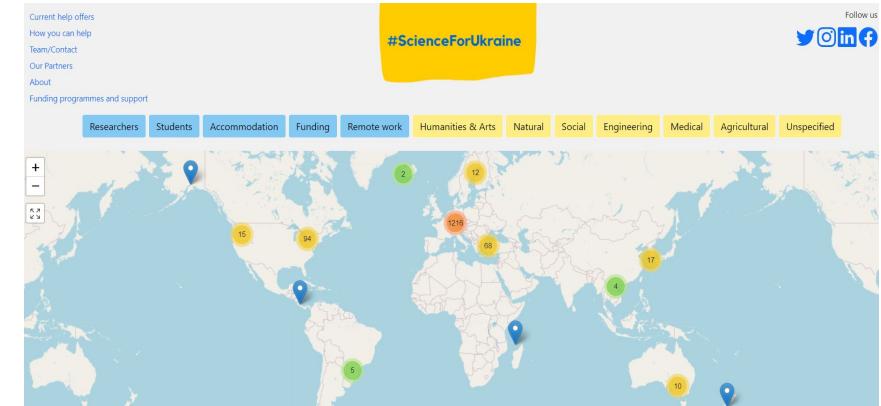 Current help offers
How you can help
Team/Contact
Our Partners
About
Funding programmes and support
#ScienceForUkraine
Follow us
Researchers Students Accommodation Funding Remote work Humanities & Arts Natural Social Engineering Medical Agricultural Unspecified
+
−
2
12
1216
15
94
68
17
4
5
10